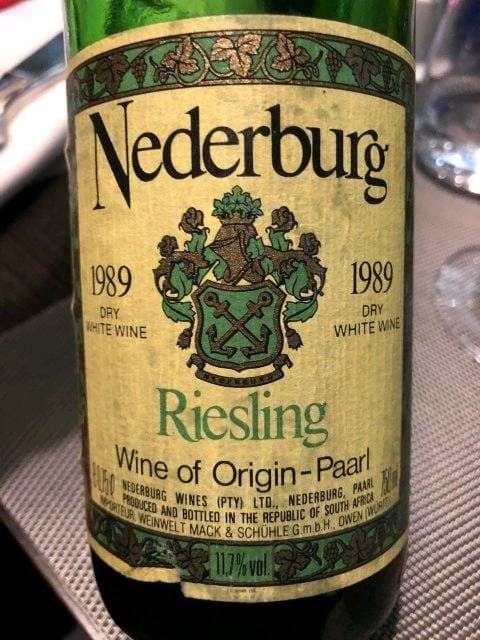 Nederburg
1989
DRY
WHITE WINE
1989
DRY
WHITE WINE
Riesling
Wine of Origin-Paarl
NEDERBURG WINES (PTY) LTD., NEDERBURG, PAARL
750ml
PRODUCED AND BOTTLED IN THE REPUBLIC OF SOUTH AFRICA
IMPORTEUR: WEINWELT MACK & SCHÜHLE G.m.b.H., OWEN
11,7% vol.